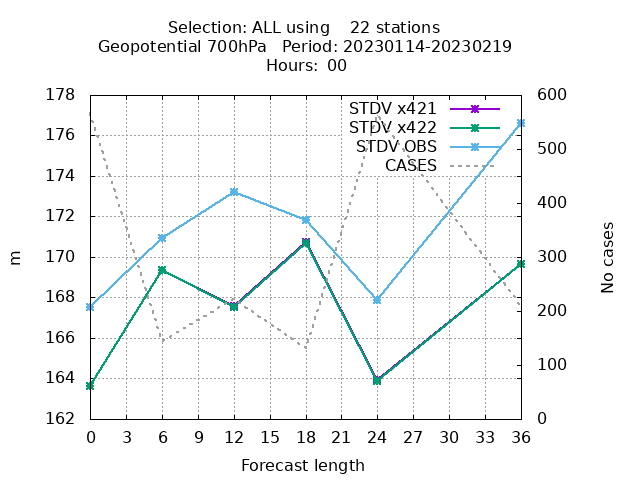 Selection: ALL using    22 stations
Geopotential 700hPa   Period: 20230114-20230219
Hours: 00
178 600
176 500
174 400
172
170 300
168 200
166
164 100
162 0
STDV x421
STDV x422
STDV OBS
CASES
m
No cases
0 3 6 9 12 15 18 21 24 27 30 33 36
Forecast length